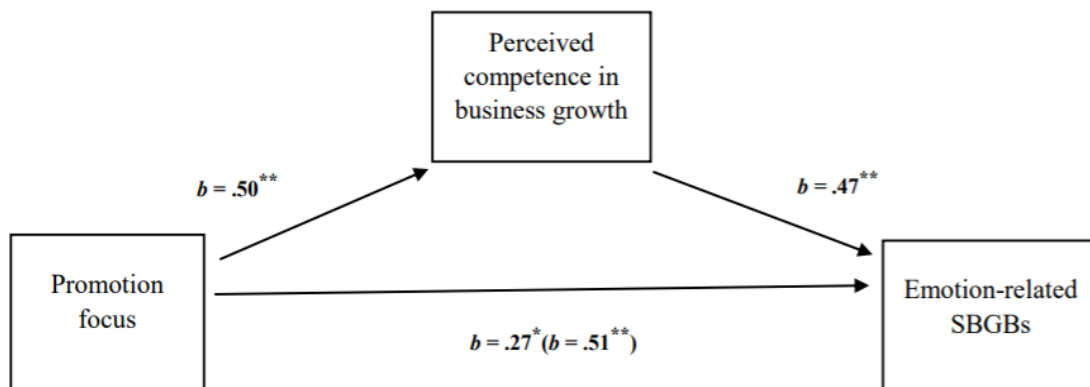 Perceived
competence in
business growth
b = .50**
b = .47**
Promotion
focus
Emotion-related
SBGBs
b = .27*(b = .51**)